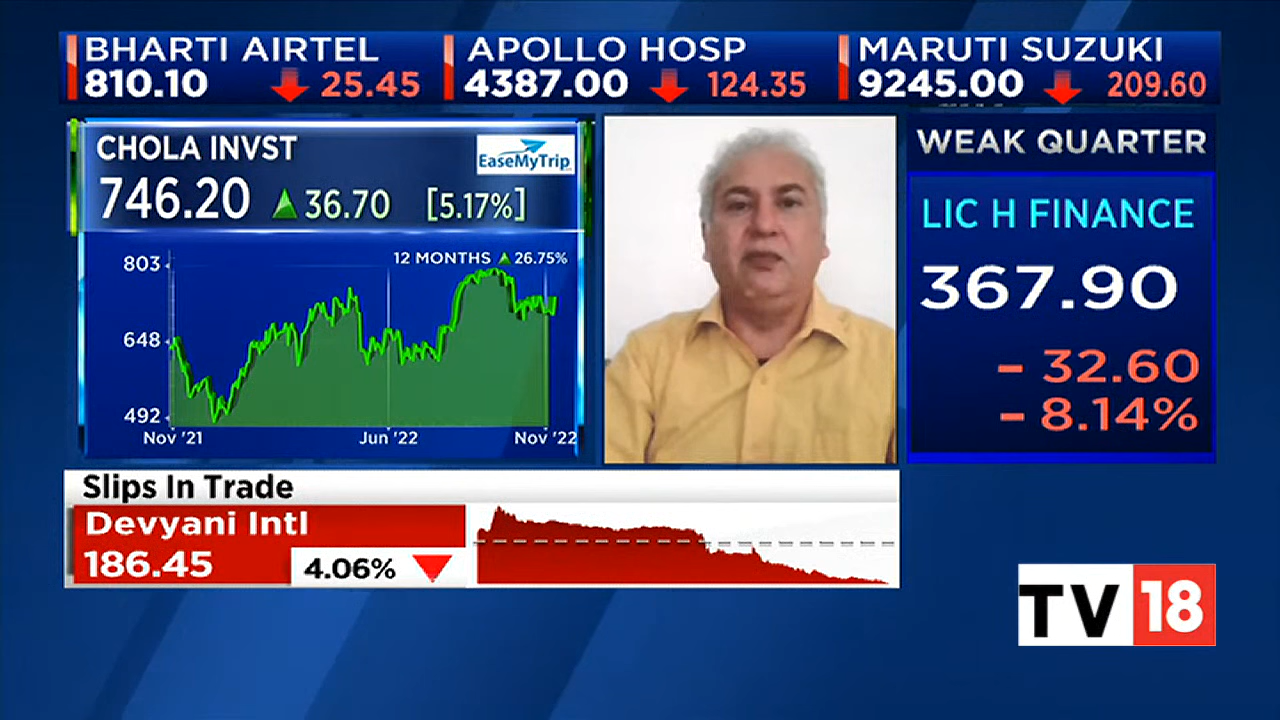 BHARTI AIRTEL
810.10 25.45
APOLLO HOSP
4387.00 124.35
MARUTI SUZUKI
9245.00 209.60
CHOLA INVST
EaseMyTrip
746.20 36.70 [5.17%]
12 MONTHS 26.75%
803
648
492
Nov '21 Jun '22 Nov '22
WEAK QUARTER
LIC H FINANCE
367.90
- 32.60
- 8.14%
Slips In Trade
Devyani Intl
186.45 4.06%
TV 18